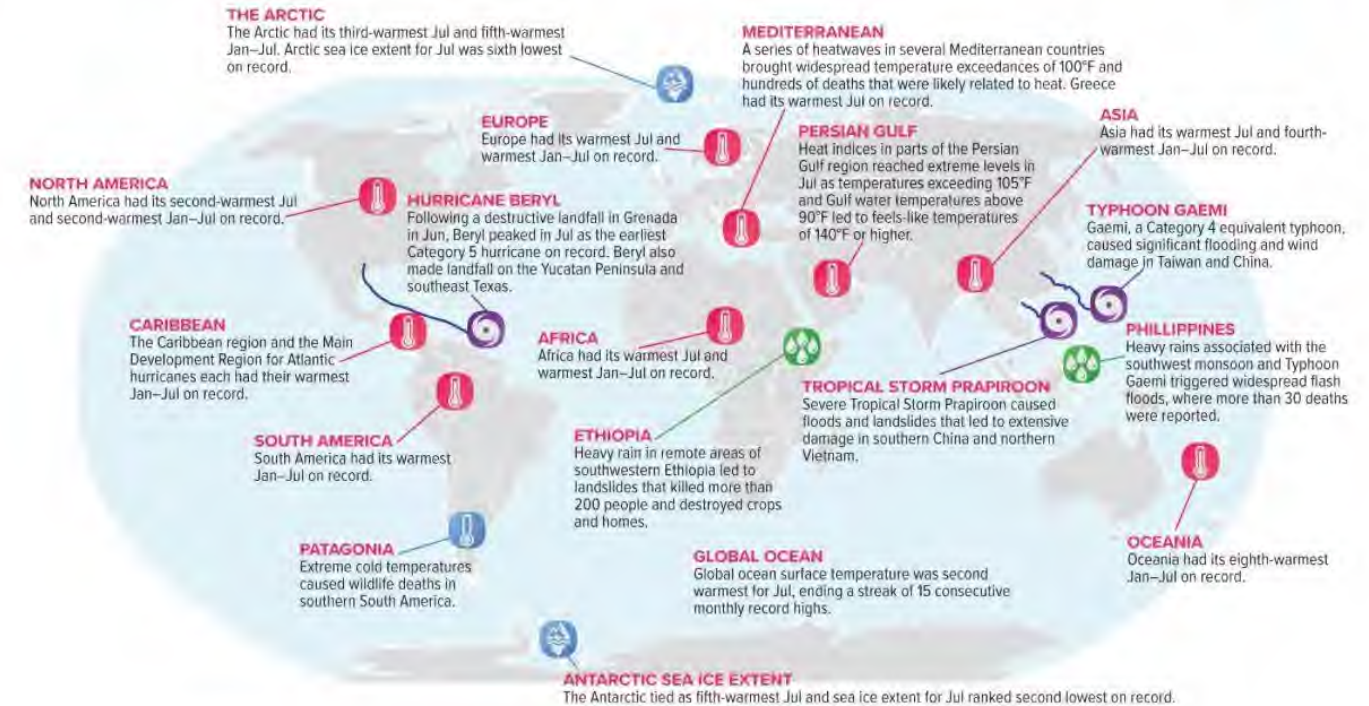 THE ARCTIC
The Arctic had its third-warmest Jul and fifth-warmest
Jan–Jul. Arctic sea ice extent for Jul was sixth lowest
on record.
MEDITERRANEAN
A series of heatwaves in several Mediterranean countries
brought widespread temperature exceedances of 100°F and
hundreds of deaths that were likely related to heat. Greece
had its warmest Jul on record.
EUROPE
Europe had its warmest Jul and
warmest Jan–Jul on record.
PERSIAN GULF
Heat indices in parts of the Persian
Gulf region reached extreme levels in
Jul as temperatures exceeding 105°F
and Gulf water temperatures above
90°F led to feels-like temperatures
of 140°F or higher.
ASIA
Asia had its warmest Jul and fourth-
warmest Jan–Jul on record.
NORTH AMERICA
North America had its second-warmest Jul
and second-warmest Jan–Jul on record.
HURRICANE BERYL
Following a destructive landfall in Grenada
in Jun, Beryl peaked in Jul as the earliest
Category 5 hurricane on record. Beryl also
made landfall on the Yucatan Peninsula and
southeast Texas.
TYPHOON GAEMI
Gaemi, a Category 4 equivalent typhoon,
caused significant flooding and wind
damage in Taiwan and China.
CARIBBEAN
The Caribbean region and the Main
Development Region for Atlantic
hurricanes each had their warmest
Jan–Jul on record.
AFRICA
Africa had its warmest Jul and
warmest Jan–Jul on record.
PHILLIPPINES
Heavy rains associated with the
southwest monsoon and Typhoon
Gaemi triggered widespread flash
floods, where more than 30 deaths
were reported.
TROPICAL STORM PRAPIROON
Severe Tropical Storm Prapiroon caused
floods and landslides that led to extensive
damage in southern China and northern
Vietnam.
SOUTH AMERICA
South America had its warmest
Jan–Jul on record.
ETHIOPIA
Heavy rain in remote areas of
southwestern Ethiopia led to
landslides that killed more than
200 people and destroyed crops
and homes.
PATAGONIA
Extreme cold temperatures
caused wildlife deaths in
southern South America.
GLOBAL OCEAN
Global ocean surface temperature was second
warmest for Jul, ending a streak of 15 consecutive
monthly record highs.
OCEANIA
Oceania had its eighth-warmest
Jan–Jul on record.
ANTARCTIC SEA ICE EXTENT
The Antarctic tied as fifth-warmest Jul and sea ice extent for Jul ranked second lowest on record.